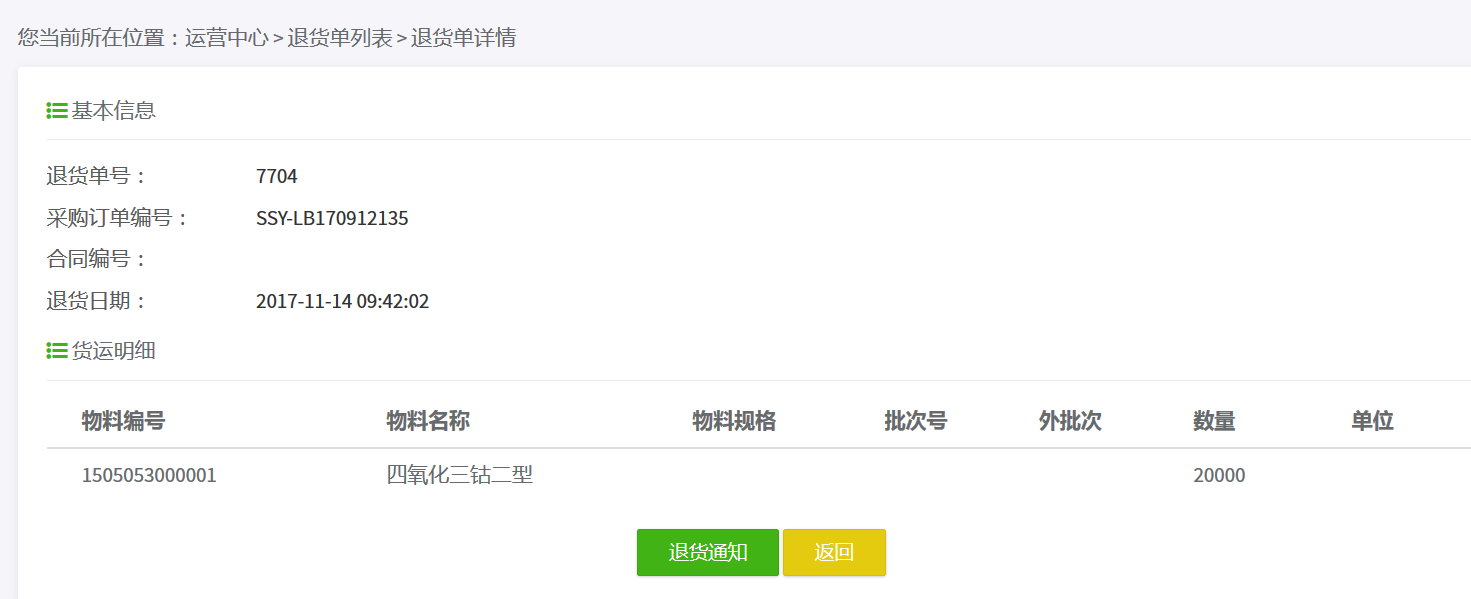 您当前所在位置：运营中心 > 退货单列表 > 退货单详情
基本信息
退货单号： 7704
采购订单编号： SSY-LB170912135
合同编号：
退货日期： 2017-11-14 09:42:02
货运明细
物料编号 物料名称 物料规格 批次号 外批次 数量 单位
1505053000001 四氧化三钴二型 20000
退货通知 返回